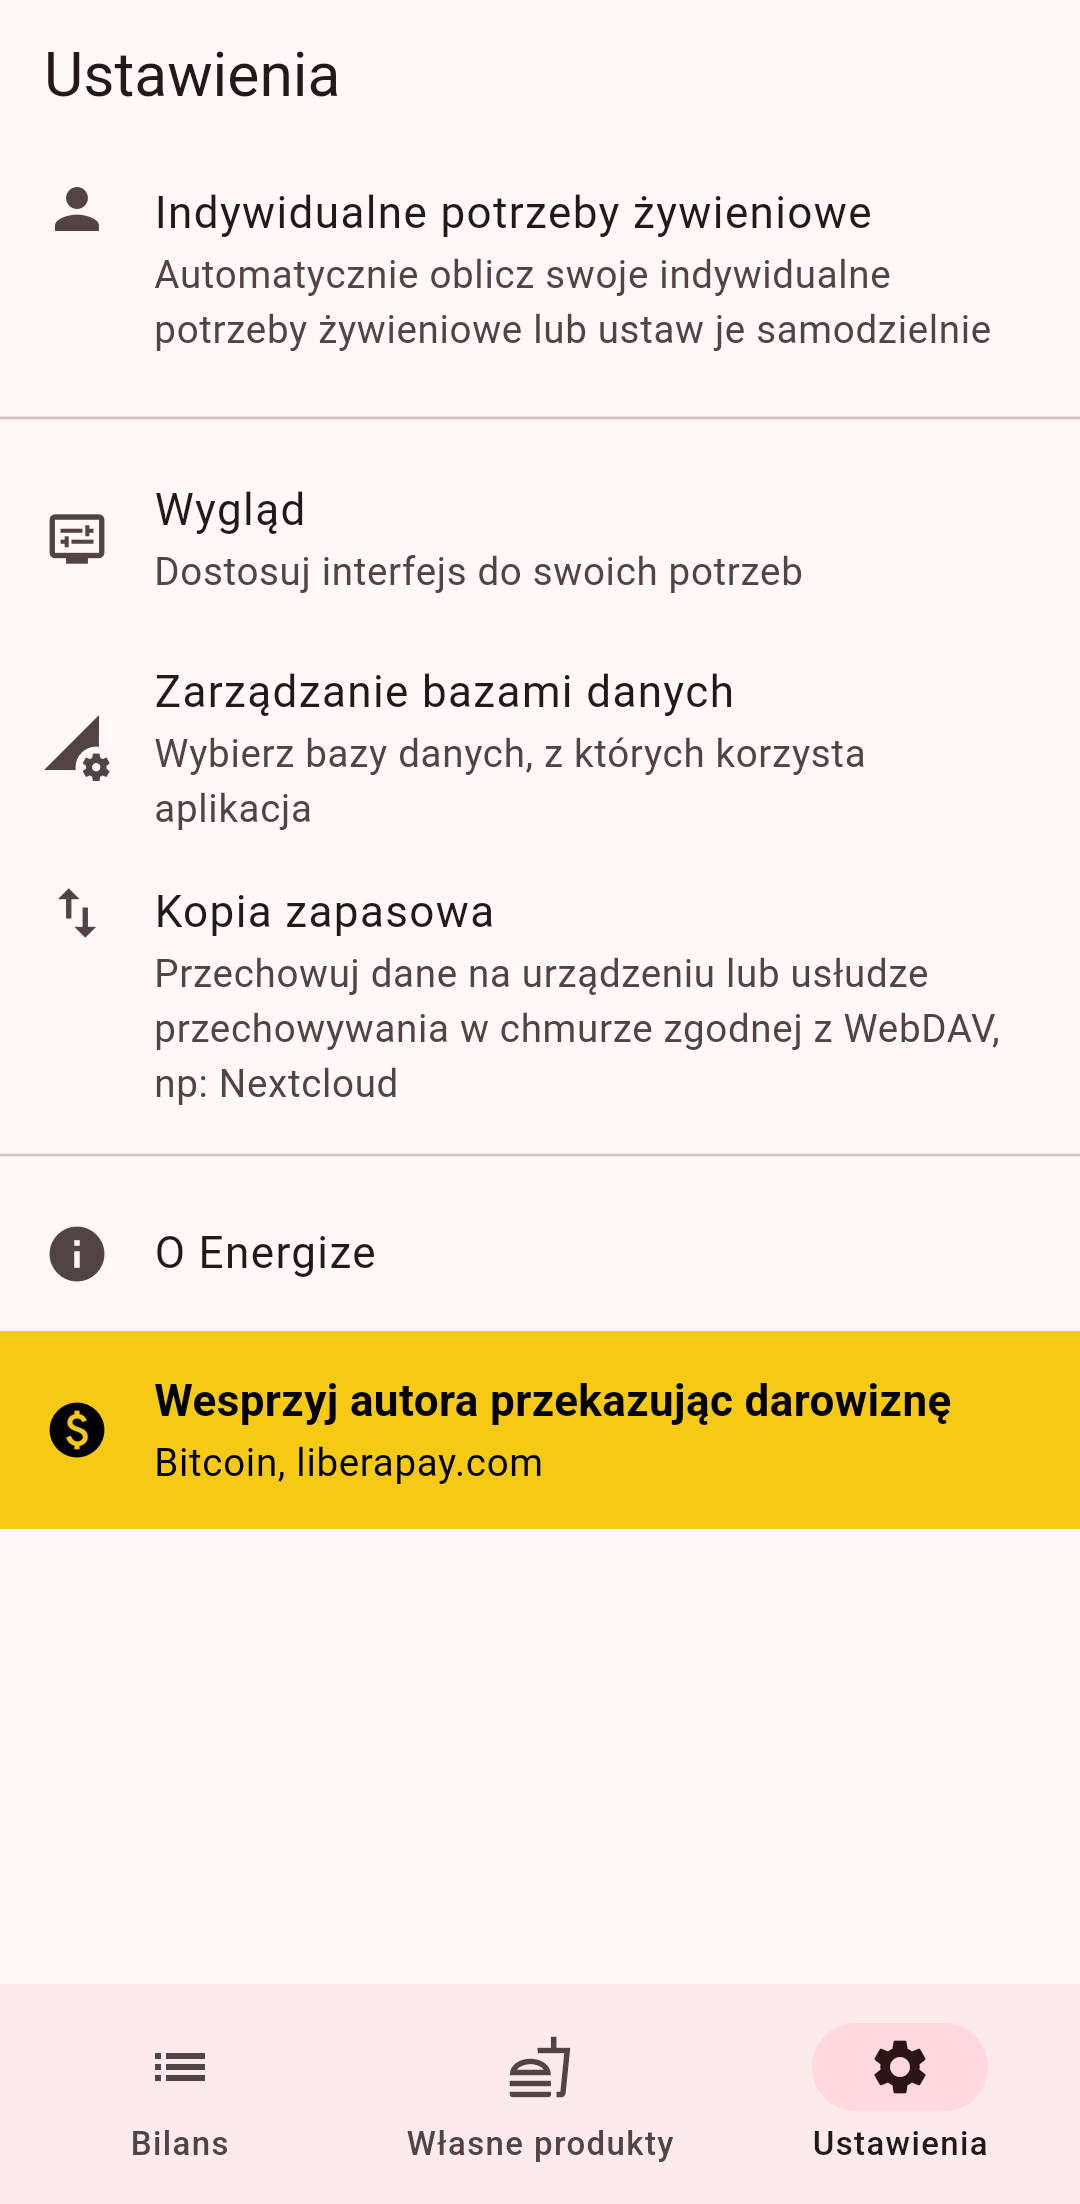 Ustawienia
Indywidualne potrzeby żywieniowe
Automatycznie oblicz swoje indywidualne
potrzeby żywieniowe lub ustaw je samodzielnie
Wygląd
Dostosuj interfejs do swoich potrzeb
Zarządzanie bazami danych
Wybierz bazy danych, z których korzysta
aplikacja
Kopia zapasowa
Przechowuj dane na urządzeniu lub usłudze
przechowywania w chmurze zgodnej z WebDAV,
np: Nextcloud
O Energize
Wesprzyj autora przekazując darowiznę
Bitcoin, liberapay.com
Bilans
Własne produkty
Ustawienia